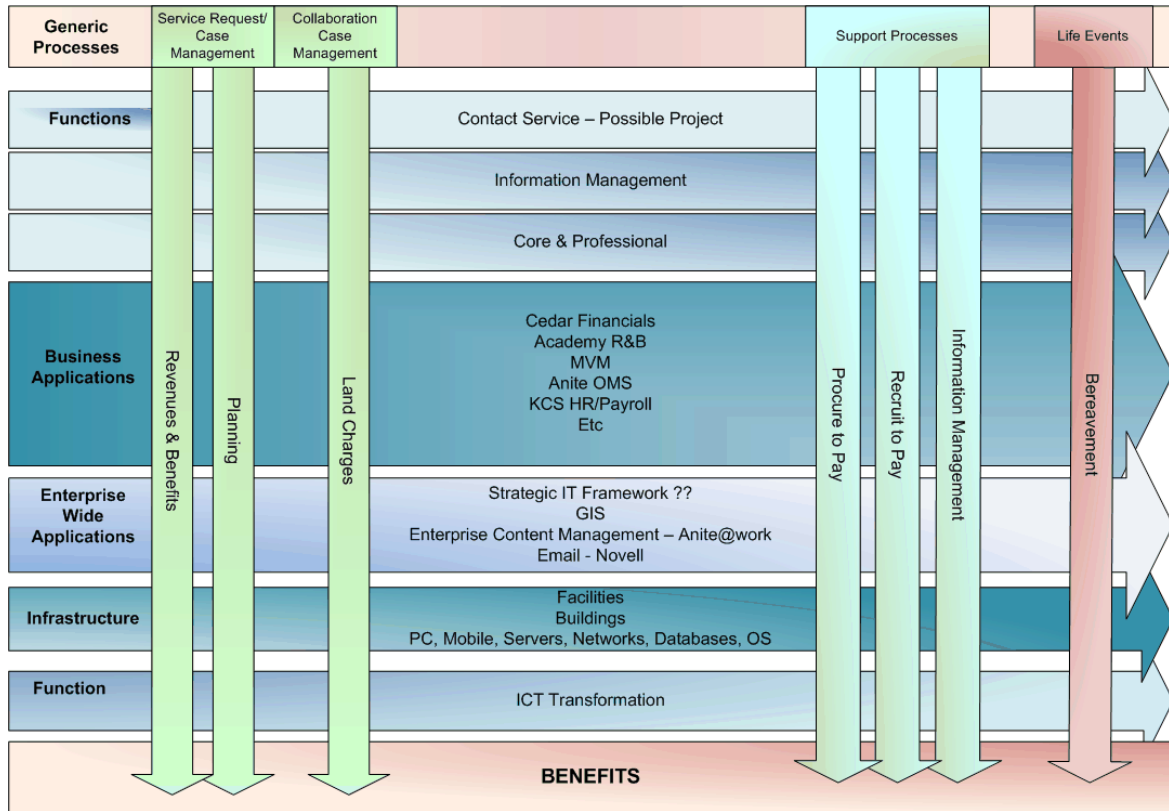 Generic
Processes
Service Request/
Case
Management
Collaboration
Case
Management
Support Processes
Life Events
Functions
Contact Service – Possible Project
Information Management
Core & Professional
Business
Applications
Cedar Financials
Academy R&B
MVM
Anite OMS
KCS HR/Payroll
Etc
Revenues & Benefits
Planning
Land Charges
Procure to Pay
Recruit to Pay
Information Management
Bereavement
Enterprise
Wide
Applications
Strategic IT Framework ??
GIS
Enterprise Content Management – Anite@work
Email - Novell
Infrastructure
Facilities
Buildings
PC, Mobile, Servers, Networks, Databases, OS
Function
ICT Transformation
BENEFITS